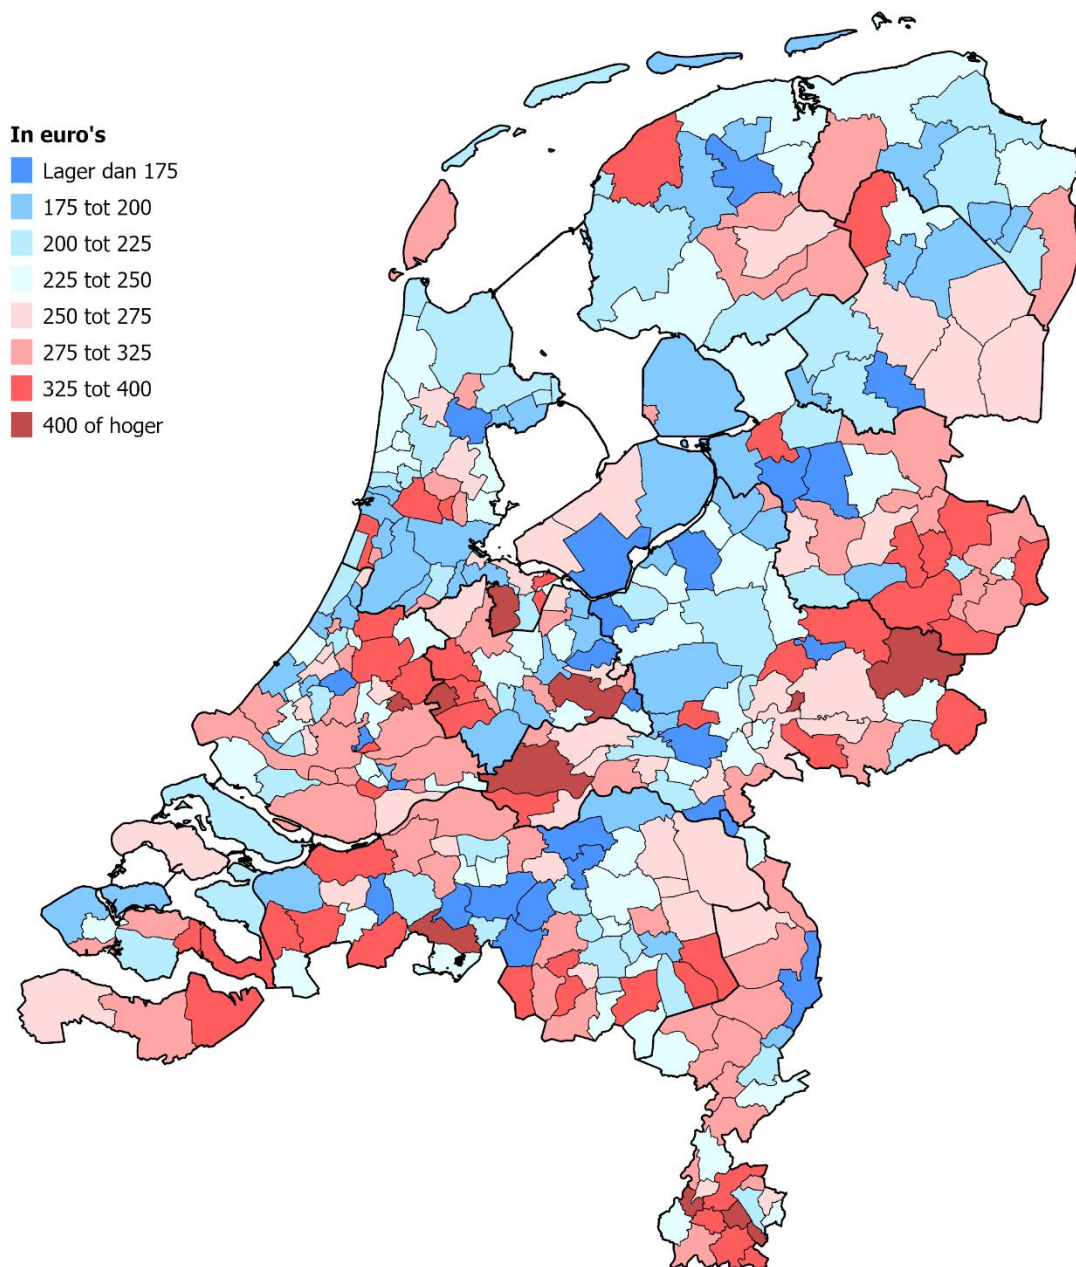 In euro's
Lager dan 175
175 tot 200
200 tot 225
225 tot 250
250 tot 275
275 tot 325
325 tot 400
400 of hoger